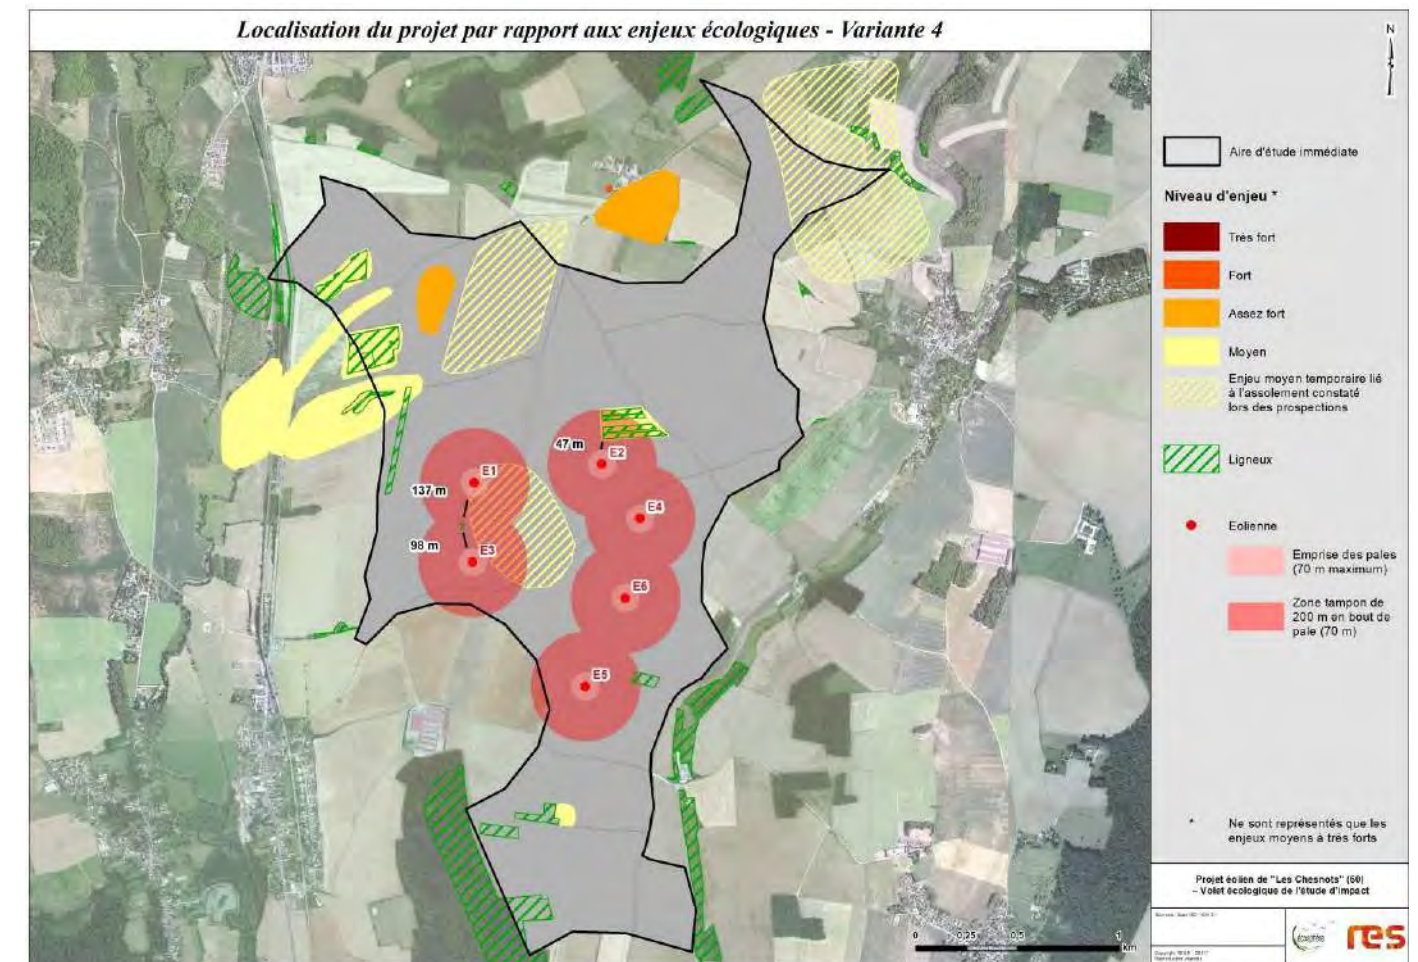 Localisation du projet par rapport aux enjeux écologiques - Variante 4
N
Aire d'étude immédiate
Niveau d'enjeu *
Très fort
Fort
Assez fort
Moyen
Enjeu moyen temporaire lié
à l'assolement constaté
lors des prospections
Ligneux
Eolienne
Emprise des pales
(70 m maximum)
Zone tampon de
200 m en bout de
pale (70 m)
* Ne sont représentés que les
enjeux moyens à très forts
47 m
E2
E1
137 m
E4
98 m
E3
E6
E5
0 0,25 0,5 1
km
Projet éolien de "Les Chesnots" (60)
– Volet écologique de l'étude d'impact
écosphère
res